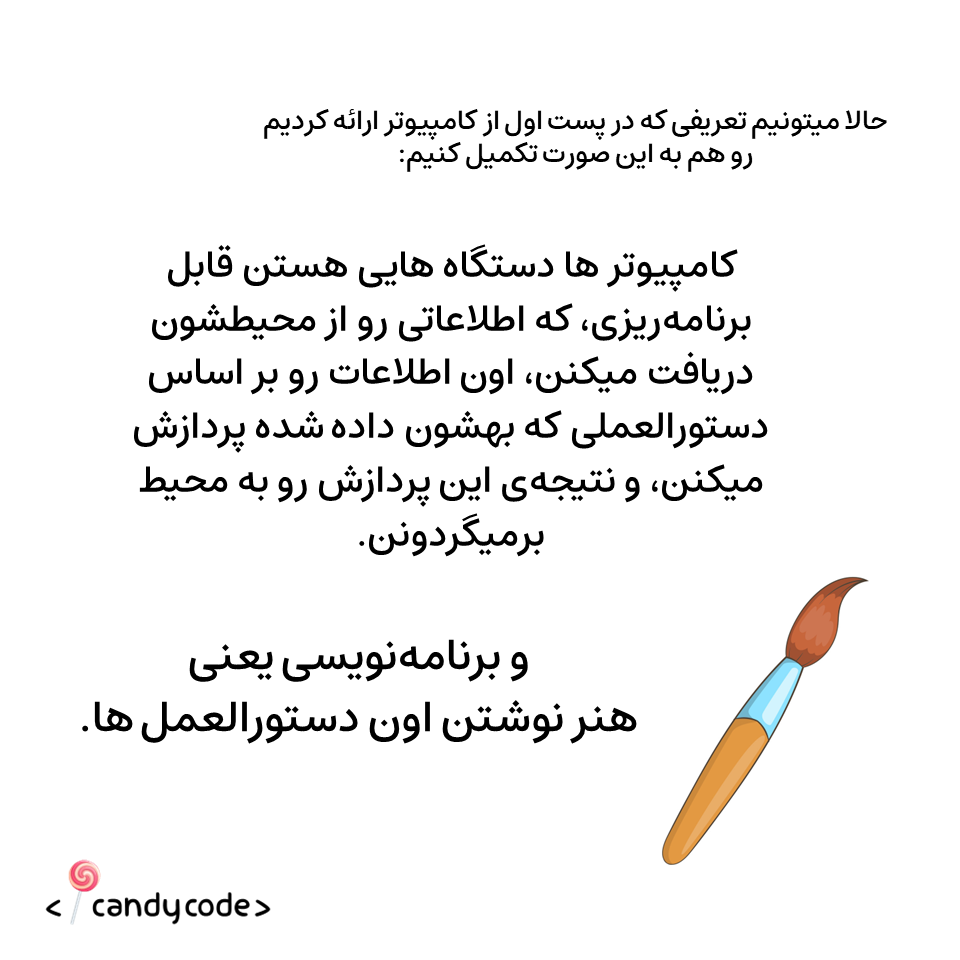 حالا میتونیم تعریفی که در پست اول از کامپیوتر ارائه کردیم
رو هم به این صورت تکمیل کنیم:
کامپیوتر ها دستگاه هایی هستن قابل
برنامه‌ریزی، که اطلاعاتی رو از محیطشون
دریافت میکنن، اون اطلاعات رو بر اساس
دستورالعملی که بهشون داده شده پردازش
میکنن، و نتیجه‌ی این پردازش رو به محیط
برمیگردونن.
و برنامه‌نویسی یعنی
هنر نوشتن اون دستورالعمل ها.
< candycode >